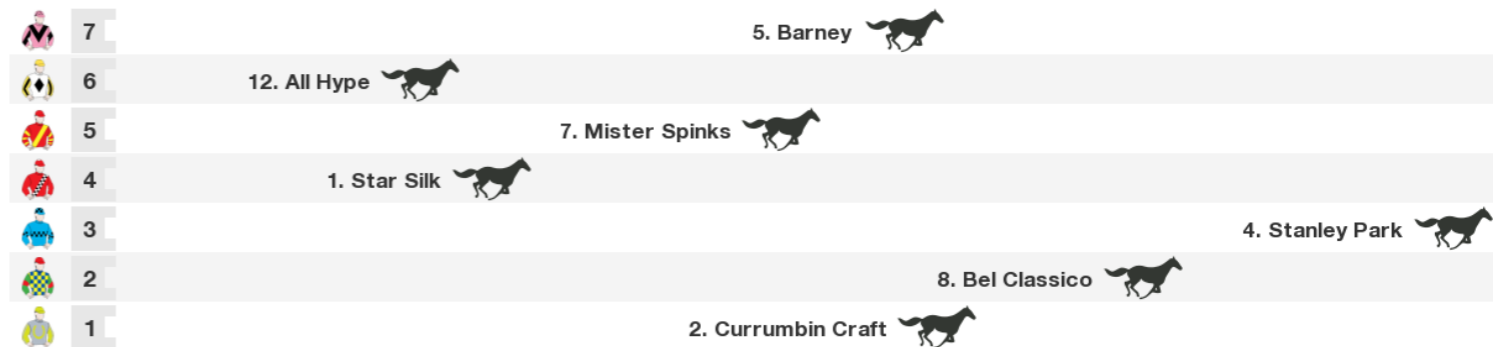 7 5. Barney
6 12. All Hype
5 7. Mister Spinks
4 1. Star Silk
3 4. Stanley Park
2 8. Bel Classico
1 2. Currumbin Craft